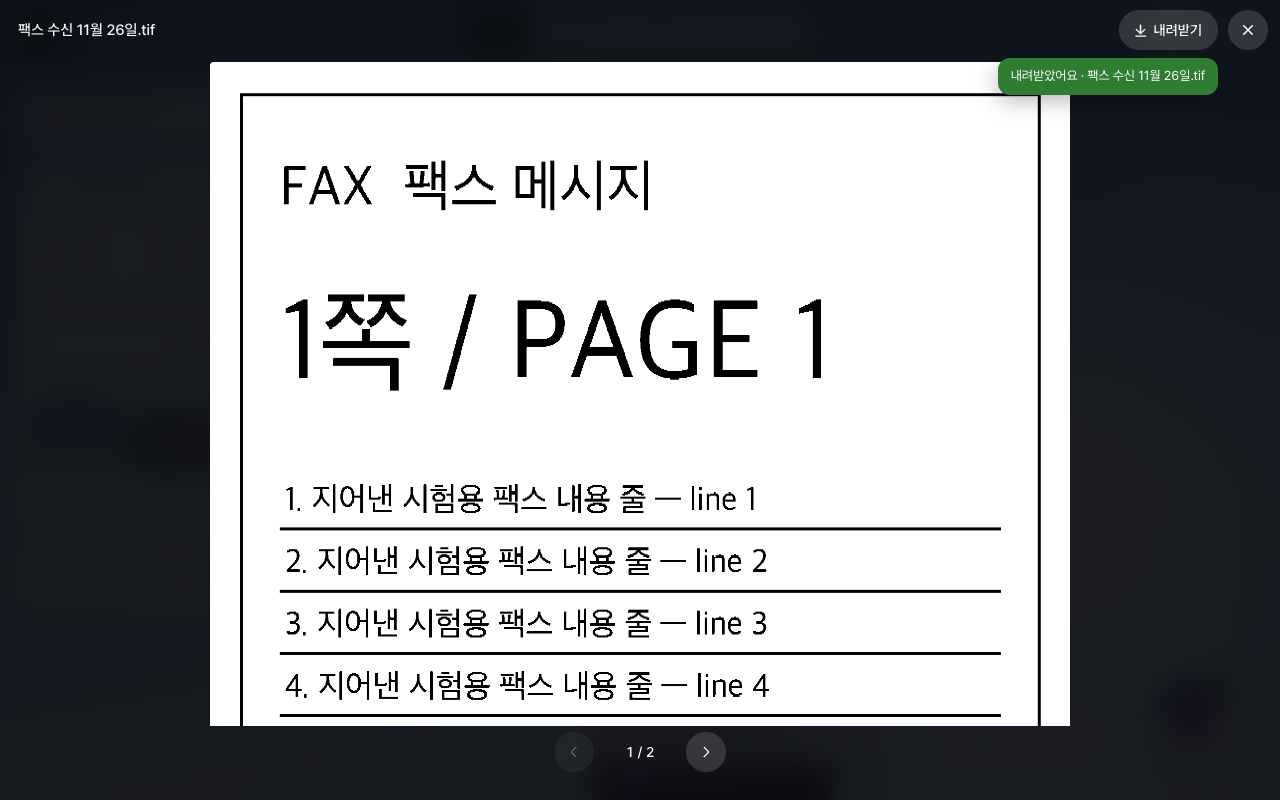 팩스 수신 11월 26일.tif
내려받기
내려받았어요 · 팩스 수신 11월 26일.tif
FAX 팩스 메시지
1쪽 / PAGE 1
1. 지어낸 시험용 팩스 내용 줄 — line 1
2. 지어낸 시험용 팩스 내용 줄 — line 2
3. 지어낸 시험용 팩스 내용 줄 — line 3
4. 지어낸 시험용 팩스 내용 줄 — line 4
1 / 2